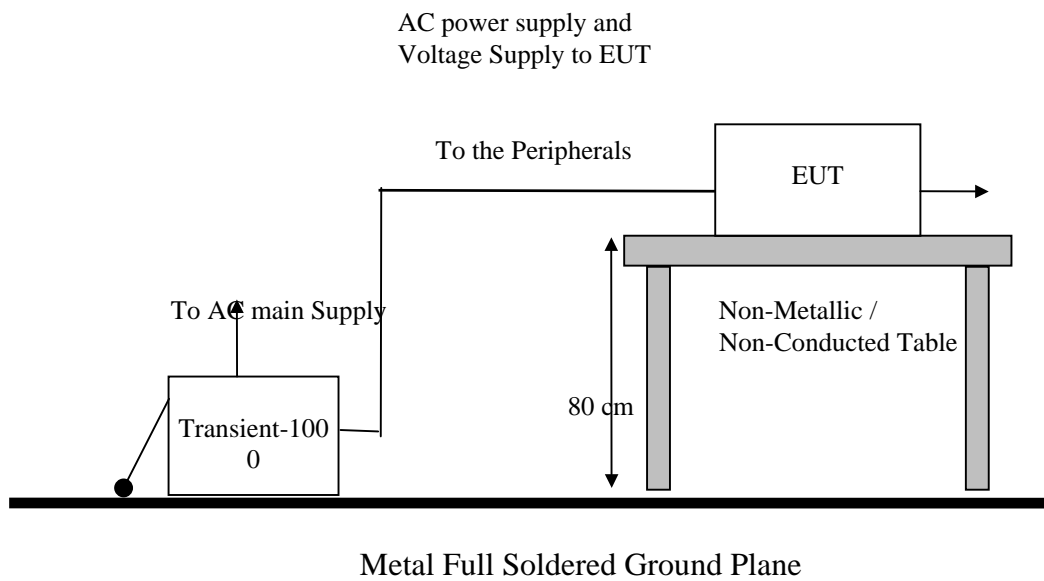 AC power supply and
Voltage Supply to EUT
To the Peripherals
EUT
To AC main Supply
Non-Metallic /
Non-Conducted Table
80 cm
Transient-100
0
Metal Full Soldered Ground Plane